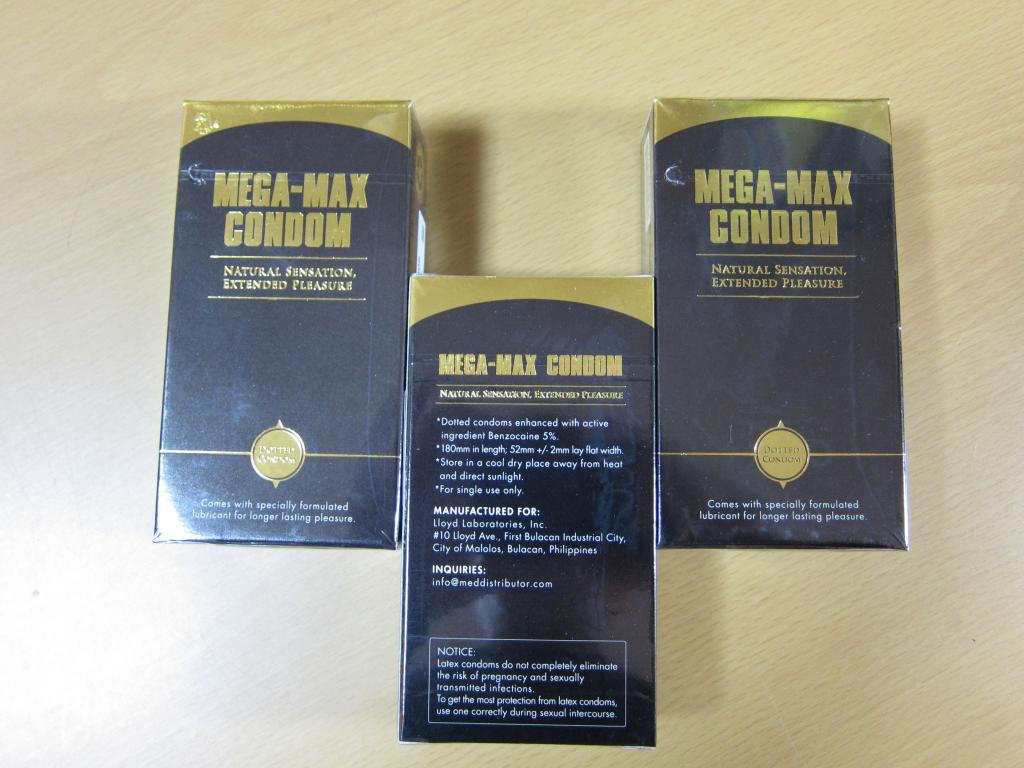 MEGA-MAX
CONDOM
NATURAL SENSATION,
EXTENDED PLEASURE
DOTTED
CONDOM
Comes with specially formulated
lubricant for longer lasting pleasure.
MEGA-MAX CONDOM
NATURAL SENSATION, EXTENDED PLEASURE
*Dotted condoms enhanced with active
ingredient Benzocaine 5%.
*180mm in length; 52mm +/- 2mm lay flat width.
*Store in a cool dry place away from heat
and direct sunlight.
*For single use only.
MANUFACTURED FOR:
Lloyd Laboratories, Inc.
#10 Lloyd Ave., First Bulacan Industrial City,
City of Malolos, Bulacan, Philippines
INQUIRIES:
info@meddistributor.com
NOTICE:
Latex condoms do not completely eliminate
the risk of pregnancy and sexually
transmitted infections.
To get the most protection from latex condoms,
use one correctly during sexual intercourse.
MEGA-MAX
CONDOM
NATURAL SENSATION,
EXTENDED PLEASURE
DOTTED
CONDOM
Comes with specially formulated
lubricant for longer lasting pleasure.